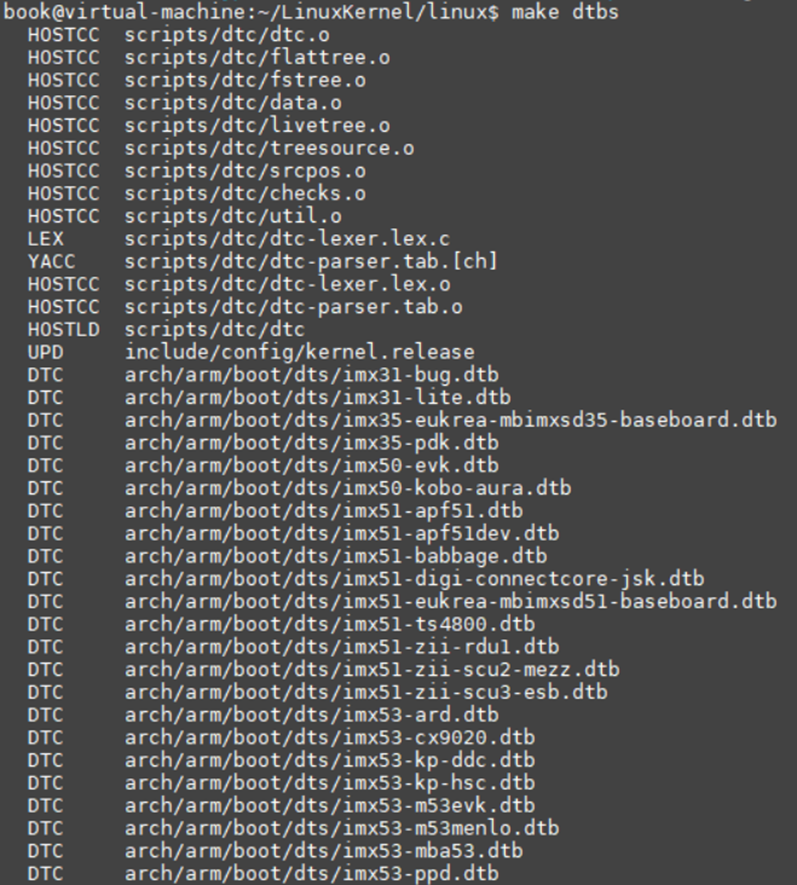 book@virtual-machine:~/LinuxKernel/linux$ make dtbs
HOSTCC scripts/dtc/dtc.o
HOSTCC scripts/dtc/flattree.o
HOSTCC scripts/dtc/fstree.o
HOSTCC scripts/dtc/data.o
HOSTCC scripts/dtc/livetree.o
HOSTCC scripts/dtc/treesource.o
HOSTCC scripts/dtc/srcpos.o
HOSTCC scripts/dtc/checks.o
HOSTCC scripts/dtc/util.o
LEX scripts/dtc/dtc-lexer.lex.c
YACC scripts/dtc/dtc-parser.tab.[ch]
HOSTCC scripts/dtc/dtc-lexer.lex.o
HOSTCC scripts/dtc/dtc-parser.tab.o
HOSTLD scripts/dtc/dtc
UPD include/config/kernel.release
DTC arch/arm/boot/dts/imx31-bug.dtb
DTC arch/arm/boot/dts/imx31-lite.dtb
DTC arch/arm/boot/dts/imx35-eukrea-mbimxsd35-baseboard.dtb
DTC arch/arm/boot/dts/imx35-pdk.dtb
DTC arch/arm/boot/dts/imx50-evk.dtb
DTC arch/arm/boot/dts/imx50-kobo-aura.dtb
DTC arch/arm/boot/dts/imx51-apf51.dtb
DTC arch/arm/boot/dts/imx51-apf51dev.dtb
DTC arch/arm/boot/dts/imx51-babbage.dtb
DTC arch/arm/boot/dts/imx51-digi-connectcore-jsk.dtb
DTC arch/arm/boot/dts/imx51-eukrea-mbimxsd51-baseboard.dtb
DTC arch/arm/boot/dts/imx51-ts4800.dtb
DTC arch/arm/boot/dts/imx51-zii-rdu1.dtb
DTC arch/arm/boot/dts/imx51-zii-scu2-mezz.dtb
DTC arch/arm/boot/dts/imx51-zii-scu3-esb.dtb
DTC arch/arm/boot/dts/imx53-ard.dtb
DTC arch/arm/boot/dts/imx53-cx9020.dtb
DTC arch/arm/boot/dts/imx53-kp-ddc.dtb
DTC arch/arm/boot/dts/imx53-kp-hsc.dtb
DTC arch/arm/boot/dts/imx53-m53evk.dtb
DTC arch/arm/boot/dts/imx53-m53menlo.dtb
DTC arch/arm/boot/dts/imx53-mba53.dtb
DTC arch/arm/boot/dts/imx53-ppd.dtb